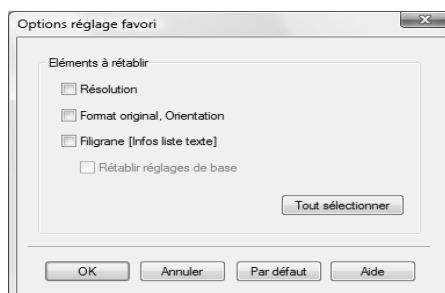 Options réglage favori
Eléments à rétablir
Résolution
Format original, Orientation
Filigrane [Infos liste texte]
Rétablir réglages de base
Tout sélectionner
OK Annuler Par défaut Aide